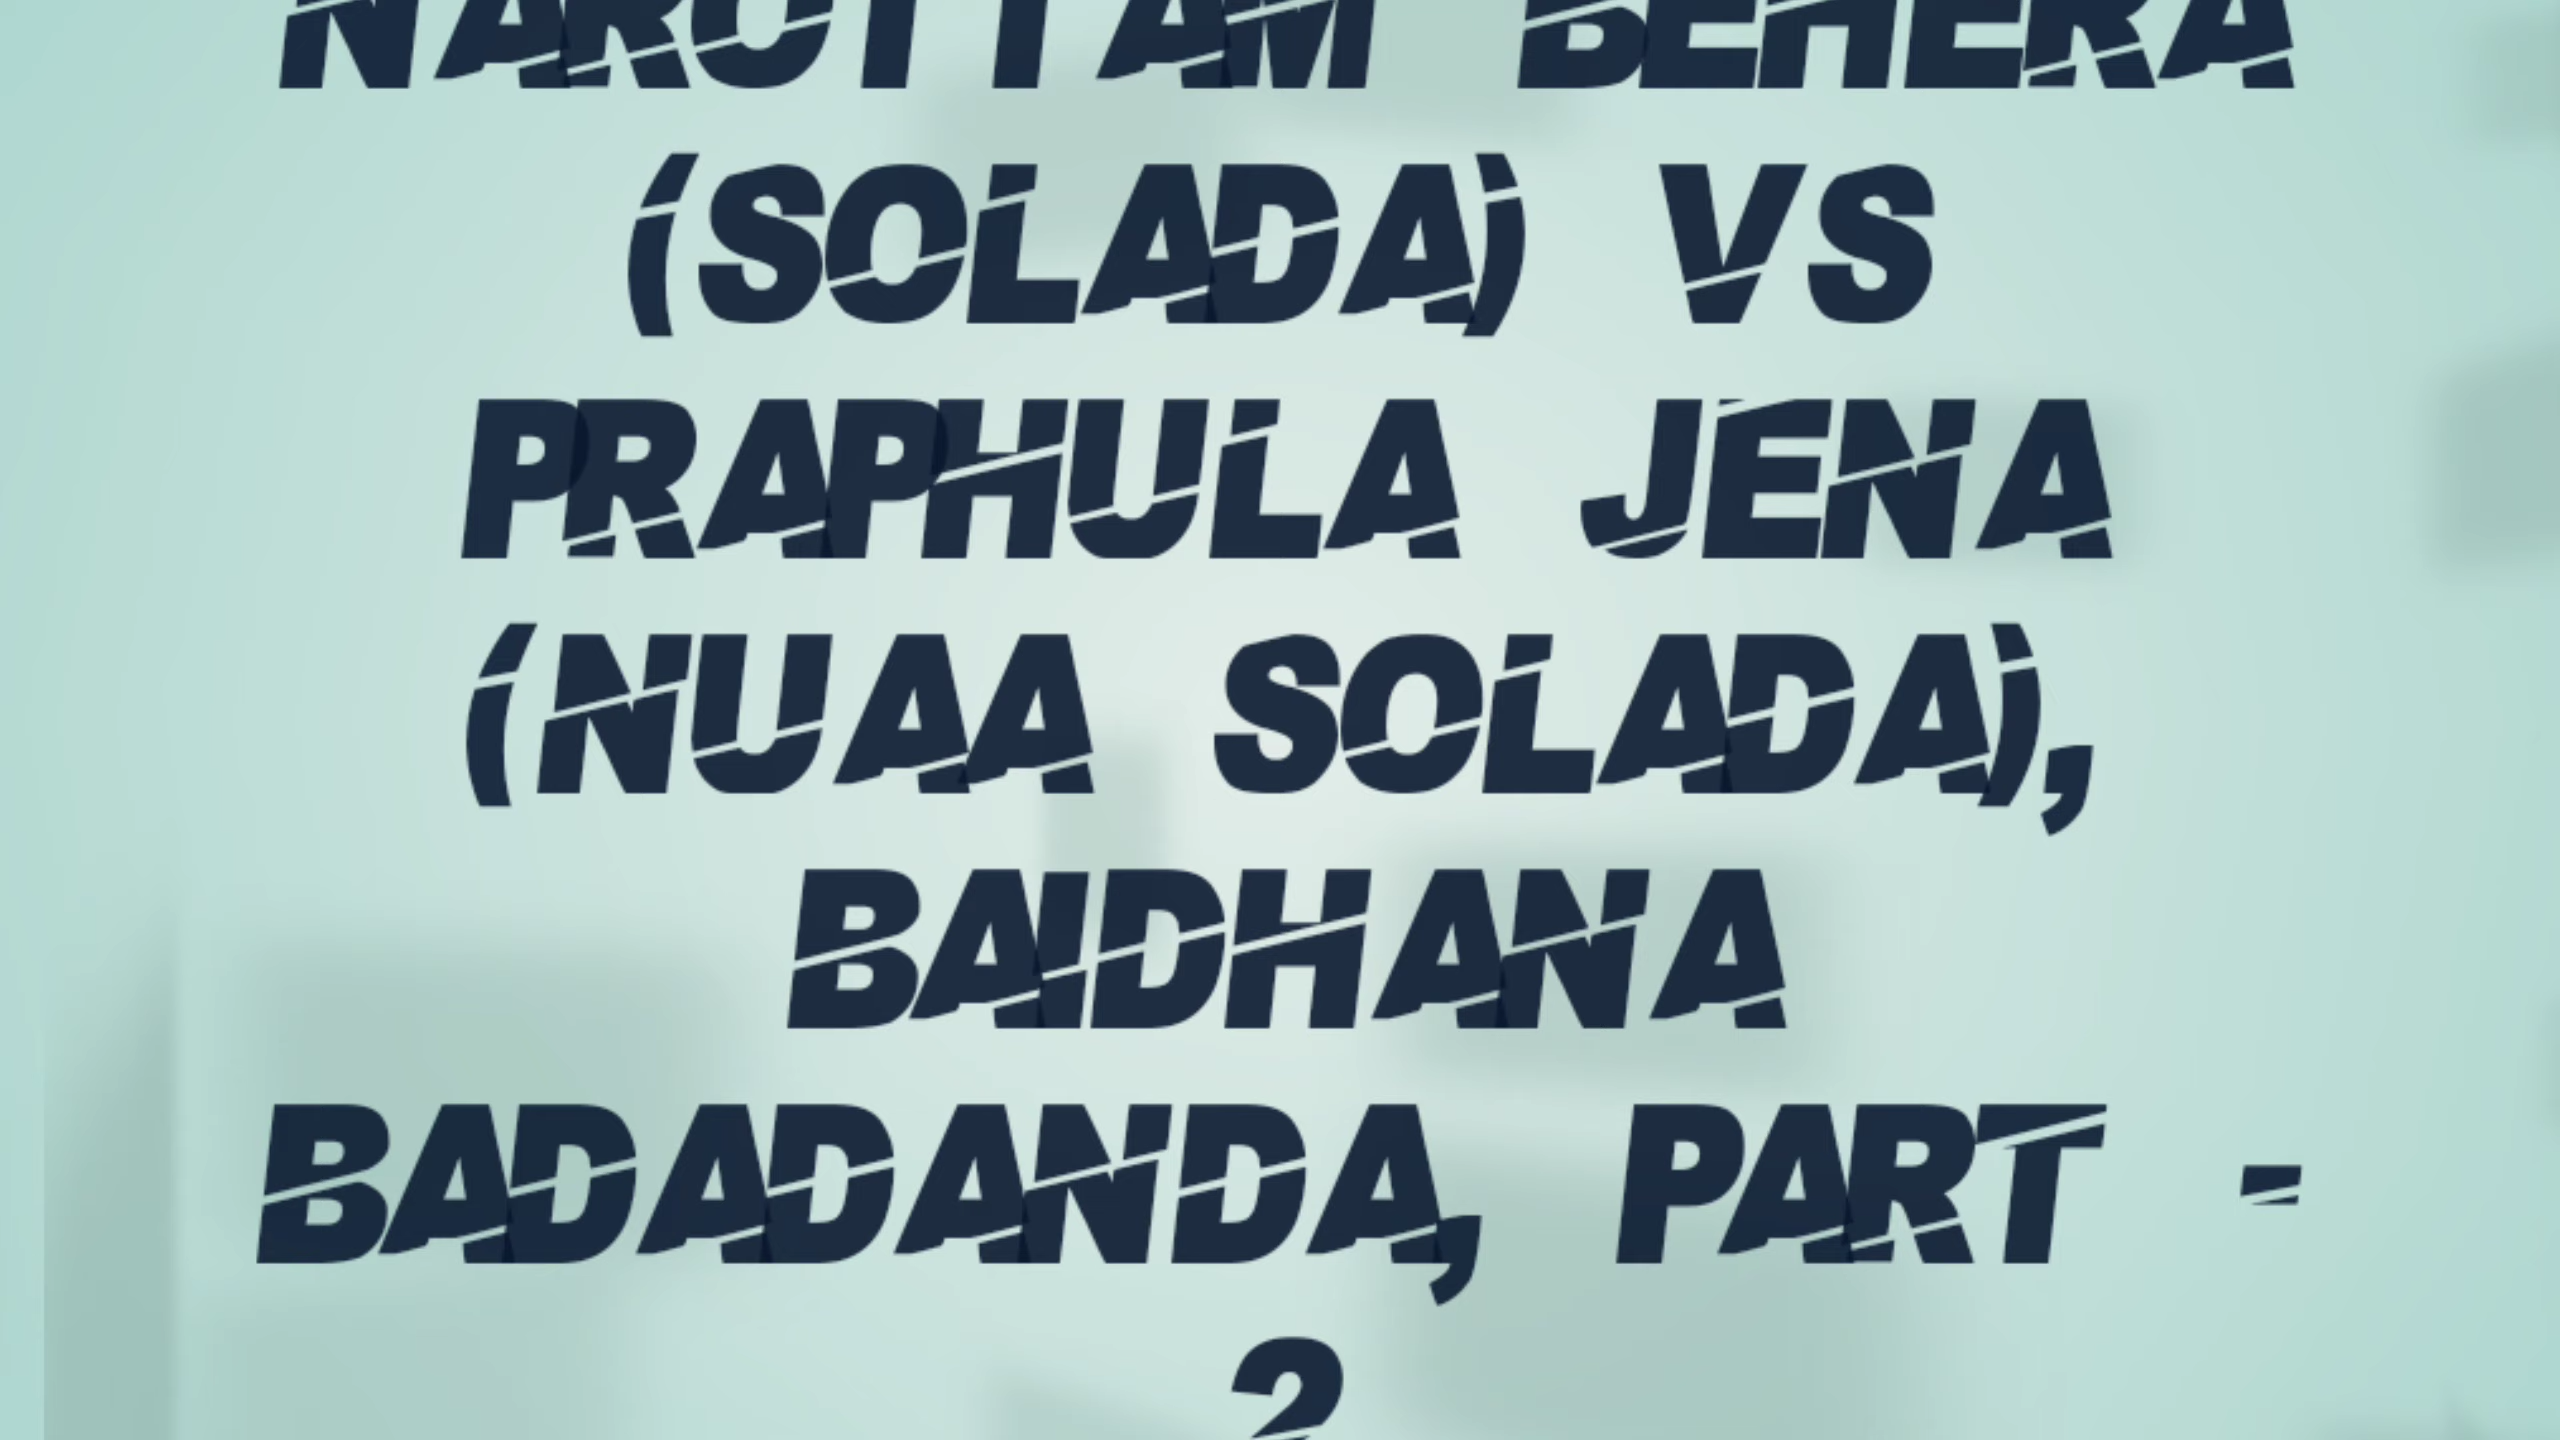 NAROTTAM BEHERA
(SOLADA) VS
PRAPHULA JENA
(NUAA SOLADA),
BAIDHANA
BADADANDA, PART -
2